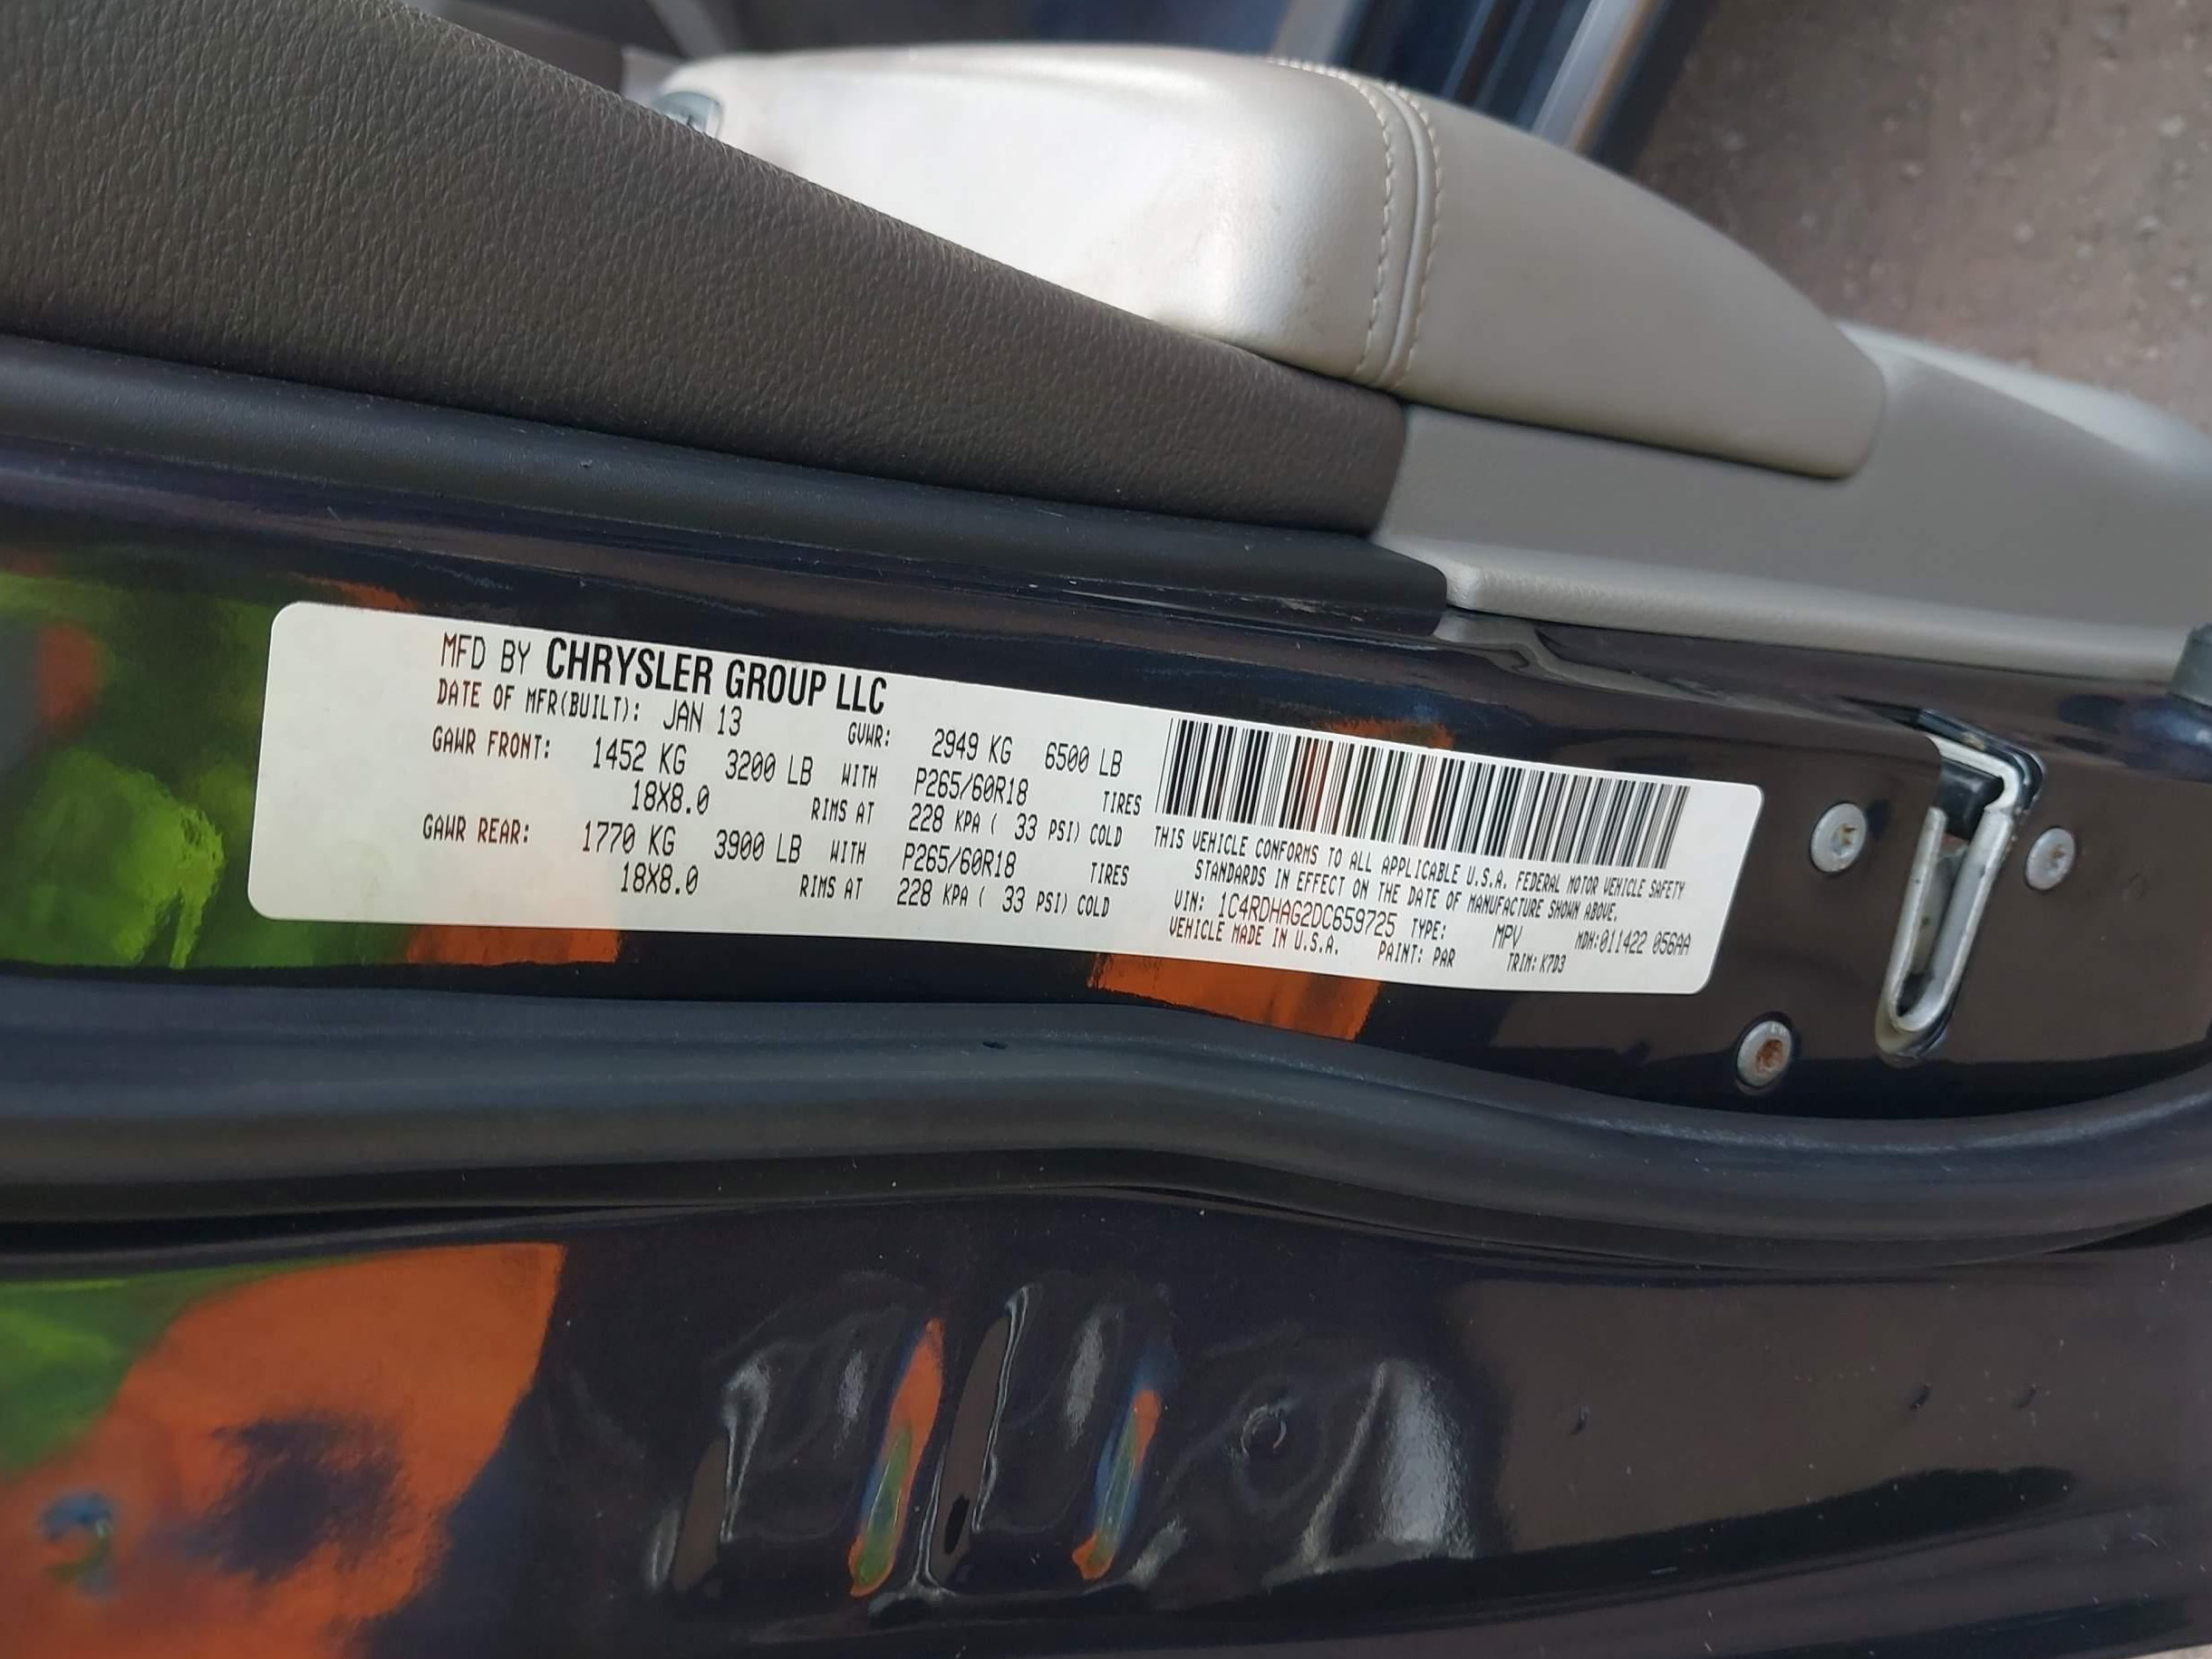 MFD BY CHRYSLER GROUP LLC
DATE OF MFR(BUILT): JAN 13 GVWR: 2949 KG 6500 LB
GAWR FRONT: 1452 KG 3200 LB WITH P265/60R18 TIRES
18X8.0 RIMS AT 228 KPA ( 33 PSI) COLD
GAWR REAR: 1770 KG 3900 LB WITH P265/60R18 TIRES
18X8.0 RIMS AT 228 KPA ( 33 PSI) COLD
THIS VEHICLE CONFORMS TO ALL APPLICABLE U.S.A. FEDERAL MOTOR VEHICLE SAFETY
STANDARDS IN EFFECT ON THE DATE OF MANUFACTURE SHOWN ABOVE.
VIN: 1C4RDHAG2DC659725 TYPE: MPV MDH:011422 056AA
VEHICLE MADE IN U.S.A. PAINT: PAR TRIM: K7D3